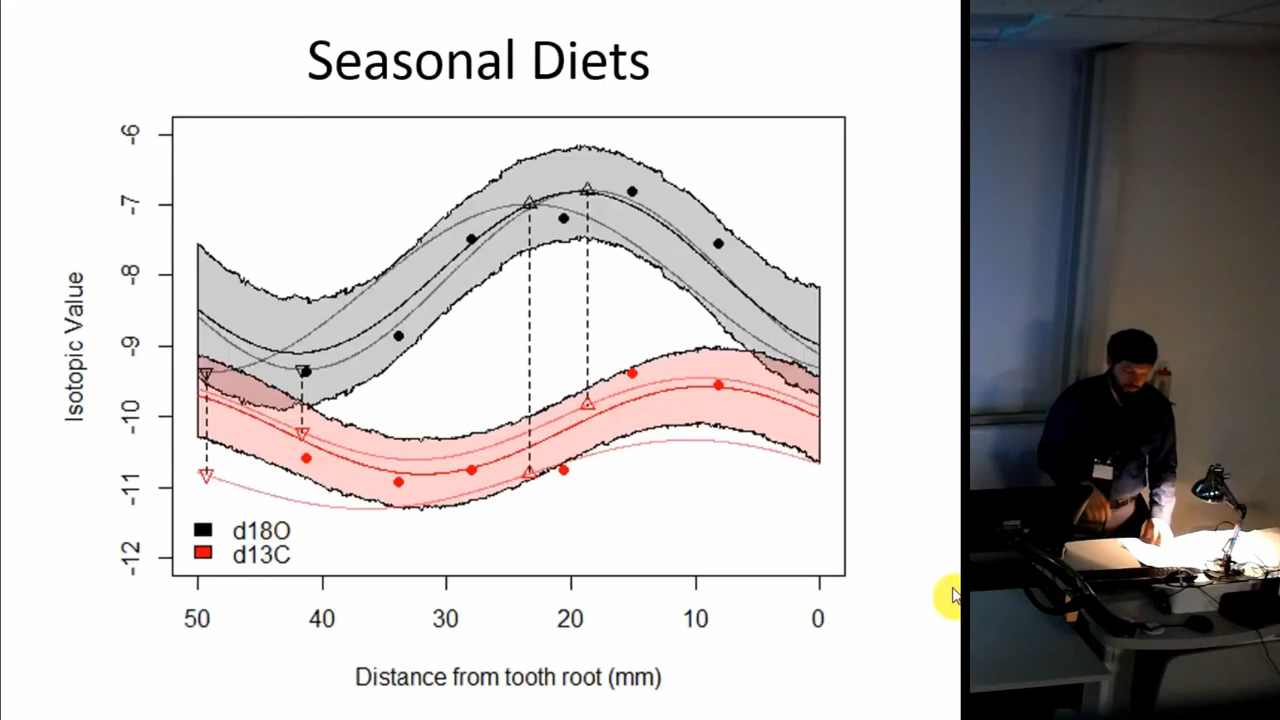 Seasonal Diets
-6
-7
-8
-9
-10
-11
-12
Isotopic Value
d18O
d13C
50 40 30 20 10 0
Distance from tooth root (mm)